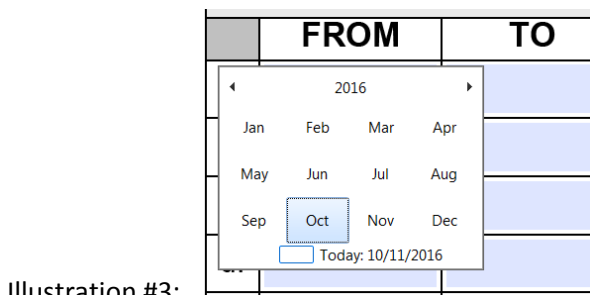 FROM TO
2016
Jan Feb Mar Apr
May Jun Jul Aug
Sep Oct Nov Dec
Today: 10/11/2016
Illustration #3: